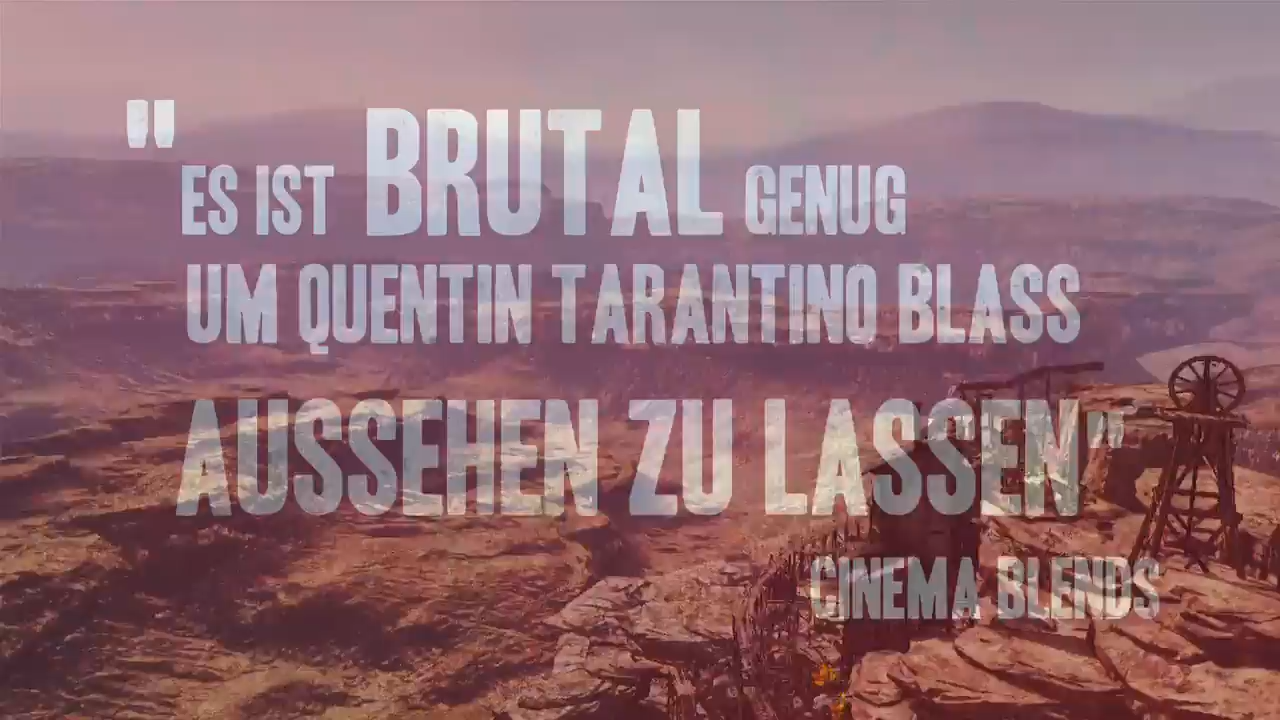 "ES IST BRUTAL GENUG
UM QUENTIN TARANTINO BLASS
AUSSEHEN ZU LASSEN"
CINEMA BLENDS